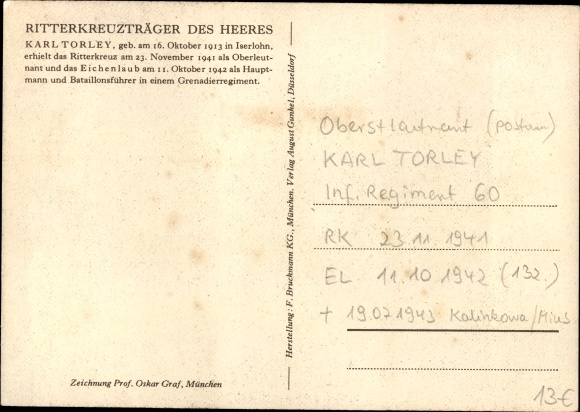 RITTERKREUZTRÄGER DES HEERES
KARL TORLEY, geb. am 16. Oktober 1913 in Iserlohn,
erhielt das Ritterkreuz am 23. November 1941 als Oberleut-
nant und das Eichenlaub am 11. Oktober 1942 als Haupt-
mann und Bataillonsführer in einem Grenadierregiment.
Zeichnung Prof. Oskar Graf, München
Herstellung: F. Bruckmann KG., München. Verlag August Gunkel, Düsseldorf
Oberstleutnant (postum)
KARL TORLEY
Inf. Regiment 60
RK 23 11. 1941
EL 11.10 1942 (132.)
+ 19.07 1943 Kalinkowa/Mius
13€